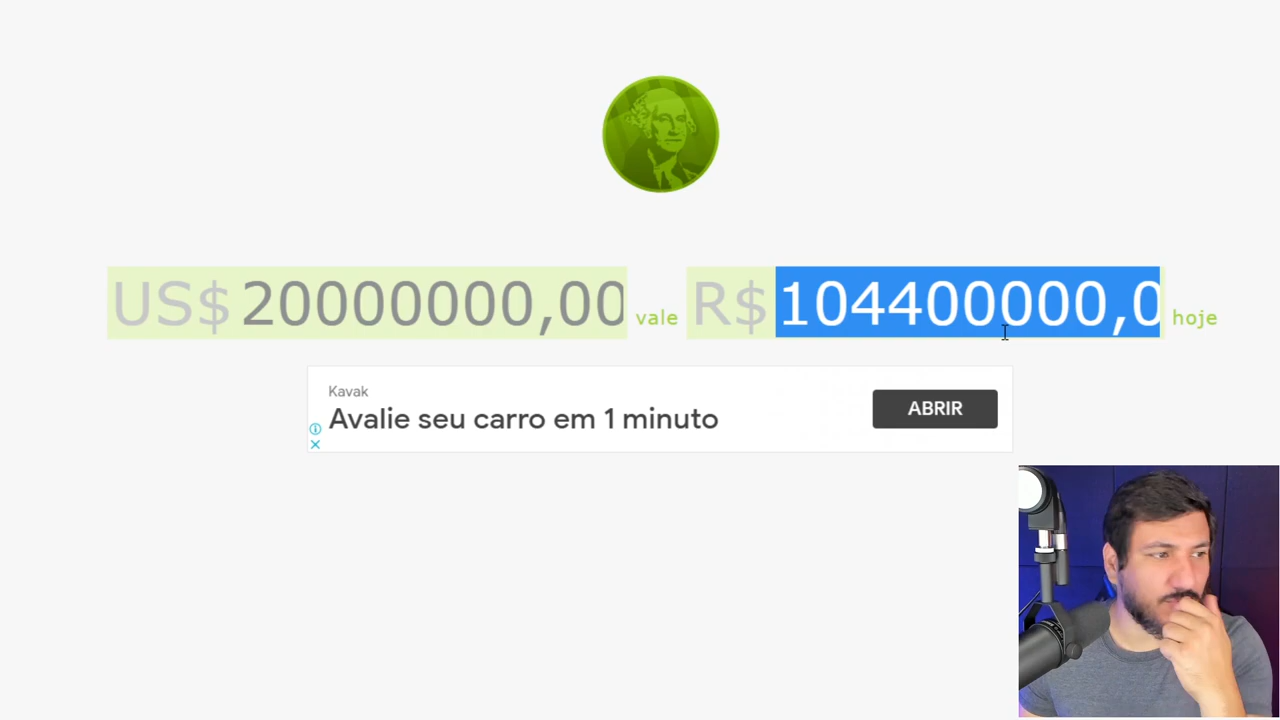 US$ 20000000,00 vale R$ 104400000,0 hoje
Kavak
Avalie seu carro em 1 minuto
ABRIR